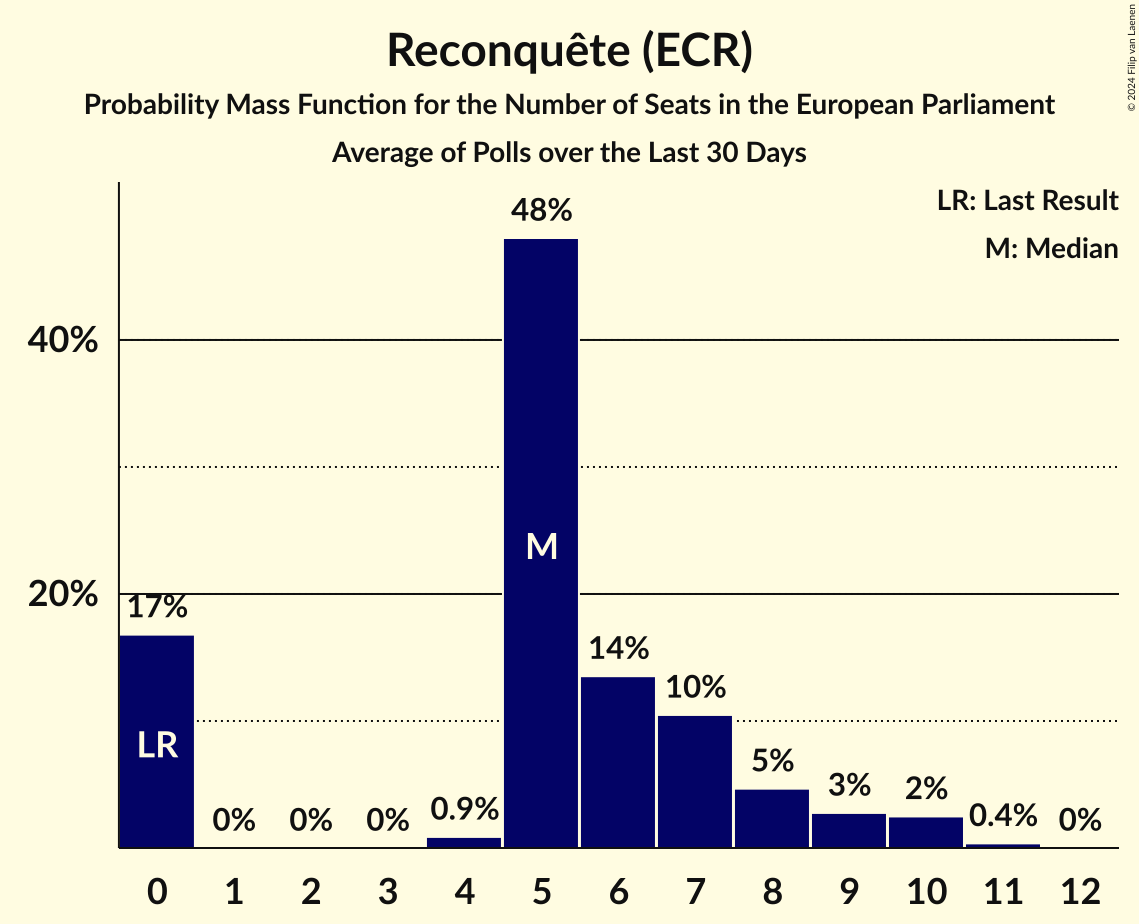 Reconquête (ECR)
Probability Mass Function for the Number of Seats in the European Parliament
Average of Polls over the Last 30 Days
© 2024 Filip van Laenen
LR: Last Result
M: Median
48%
40%
M
20%
17%
14%
10%
LR
5%
3%
2%
0% 0% 0% 0.9% 0.4% 0%
0 1 2 3 4 5 6 7 8 9 10 11 12